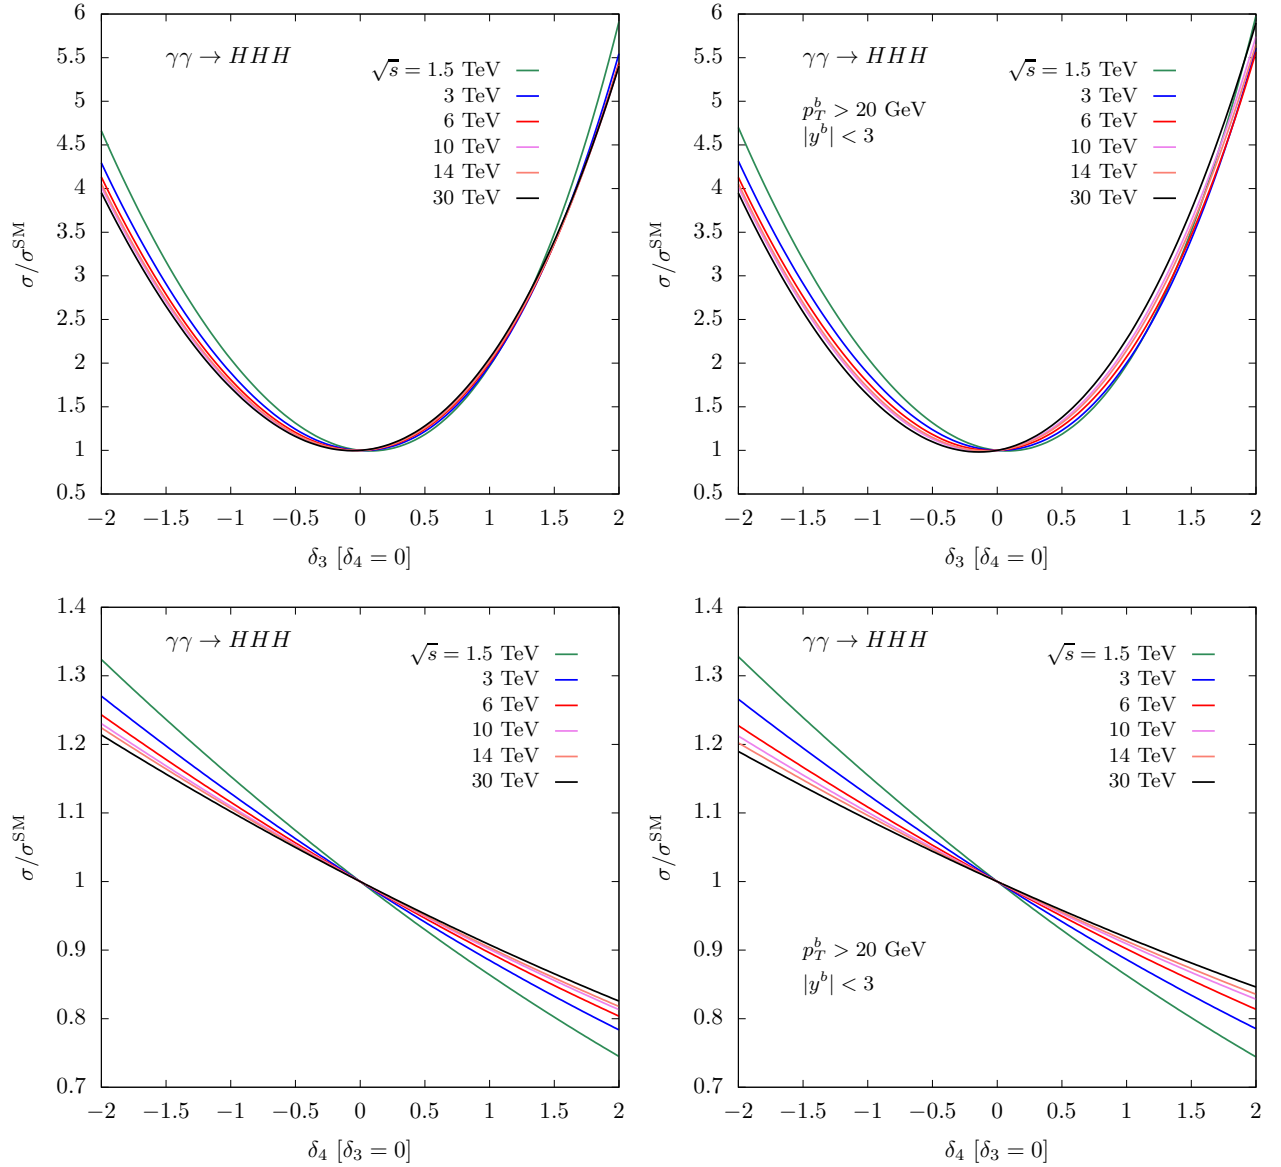 γγ → HHH
√s = 1.5 TeV
3 TeV
6 TeV
10 TeV
14 TeV
30 TeV
6
5.5
5
4.5
4
3.5
3
2.5
2
1.5
1
0.5
σ/σ^SM
−2 −1.5 −1 −0.5 0 0.5 1 1.5 2
δ₃ [δ₄ = 0]
γγ → HHH
p_T^b > 20 GeV
|y^b| < 3
√s = 1.5 TeV
3 TeV
6 TeV
10 TeV
14 TeV
30 TeV
6
5.5
5
4.5
4
3.5
3
2.5
2
1.5
1
0.5
σ/σ^SM
−2 −1.5 −1 −0.5 0 0.5 1 1.5 2
δ₃ [δ₄ = 0]
γγ → HHH
√s = 1.5 TeV
3 TeV
6 TeV
10 TeV
14 TeV
30 TeV
1.4
1.3
1.2
1.1
1
0.9
0.8
0.7
σ/σ^SM
−2 −1.5 −1 −0.5 0 0.5 1 1.5 2
δ₄ [δ₃ = 0]
γγ → HHH
√s = 1.5 TeV
3 TeV
6 TeV
10 TeV
14 TeV
30 TeV
p_T^b > 20 GeV
|y^b| < 3
1.4
1.3
1.2
1.1
1
0.9
0.8
0.7
σ/σ^SM
−2 −1.5 −1 −0.5 0 0.5 1 1.5 2
δ₄ [δ₃ = 0]